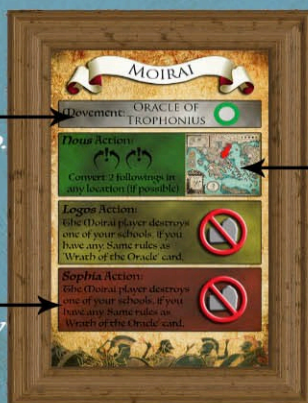 MOIRAI
Movement: ORACLE OF
TROPHONIUS
Nous Action:
Convert 2 followings in
any location (if possible)
Logos Action:
The Moirai player destroys
one of your schools, if you
have any. Same rules as
'Wrath of the Oracle' card.
Sophia Action:
The Moirai player destroys
one of your schools, if you
have any. Same rules as
'Wrath of the Oracle' card.